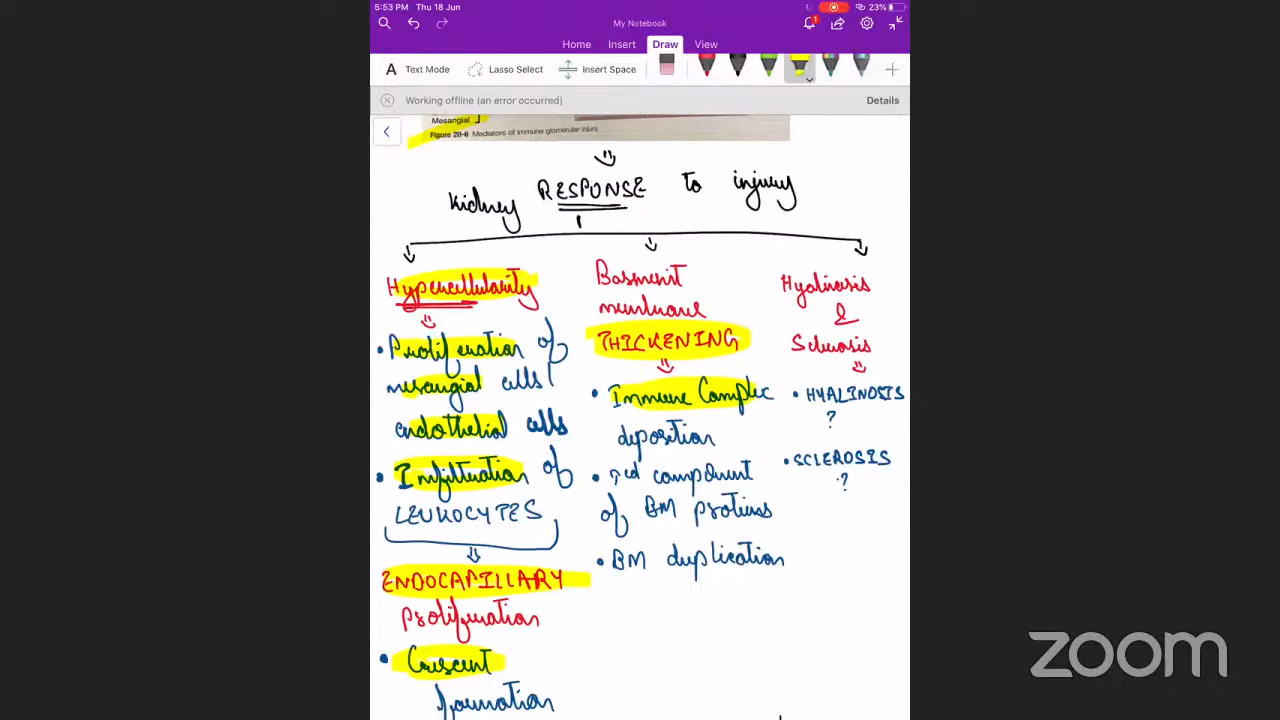 5:53 PM Thu 18 Jun
23%
My Notebook
1
Home Insert Draw View
A Text Mode Lasso Select Insert Space
Working offline (an error occurred) Details
Mesangial
Figure 20-6 Mediators of immune glomerular injury.
Kidney RESPONSE to injury
Hypercellularity
• Proliferation of
mesangial cells
endothelial cells
• Infiltration of
LEUKOCYTES
ENDOCAPILLARY
proliferation
• Crescent
formation
Basment
membrane
THICKENING
• Immune Complex
deposition
• ↑ed component
of BM proteins
• BM duplication
Hyalinosis
&
Sclerosis
• HYALINOSIS
?
• SCLEROSIS
?
zoom